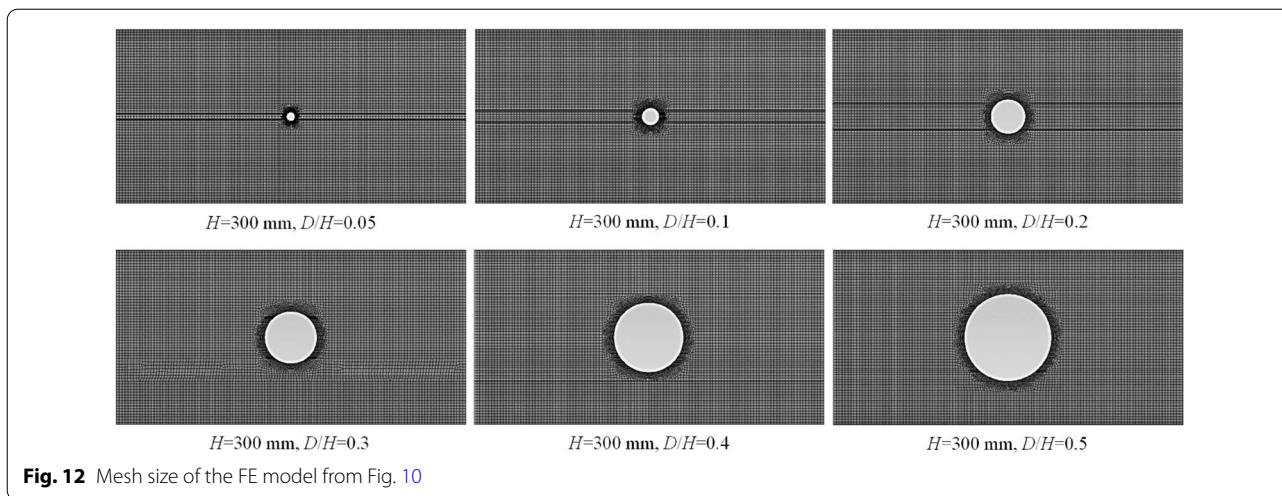 H=300 mm, D/H=0.05
H=300 mm, D/H=0.1
H=300 mm, D/H=0.2
H=300 mm, D/H=0.3
H=300 mm, D/H=0.4
H=300 mm, D/H=0.5
Fig. 12 Mesh size of the FE model from Fig. 10